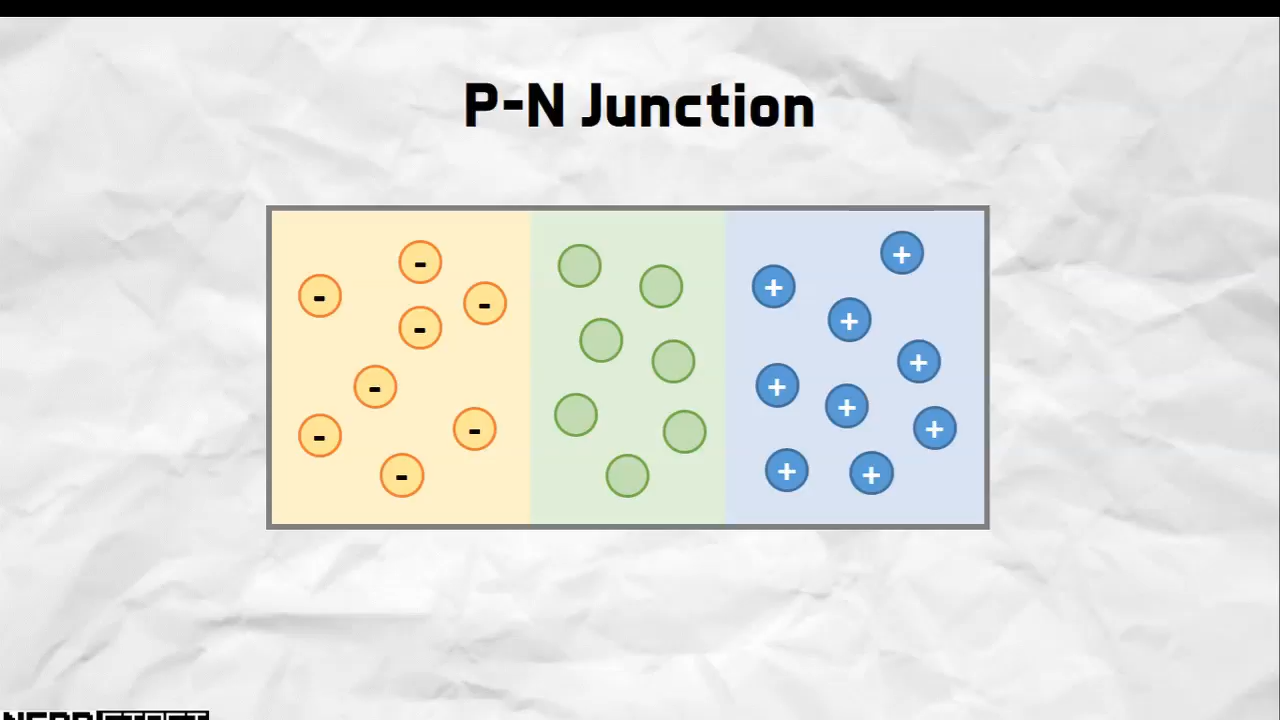 P-N Junction
- - - - - - - -
+ + + + + + + + +